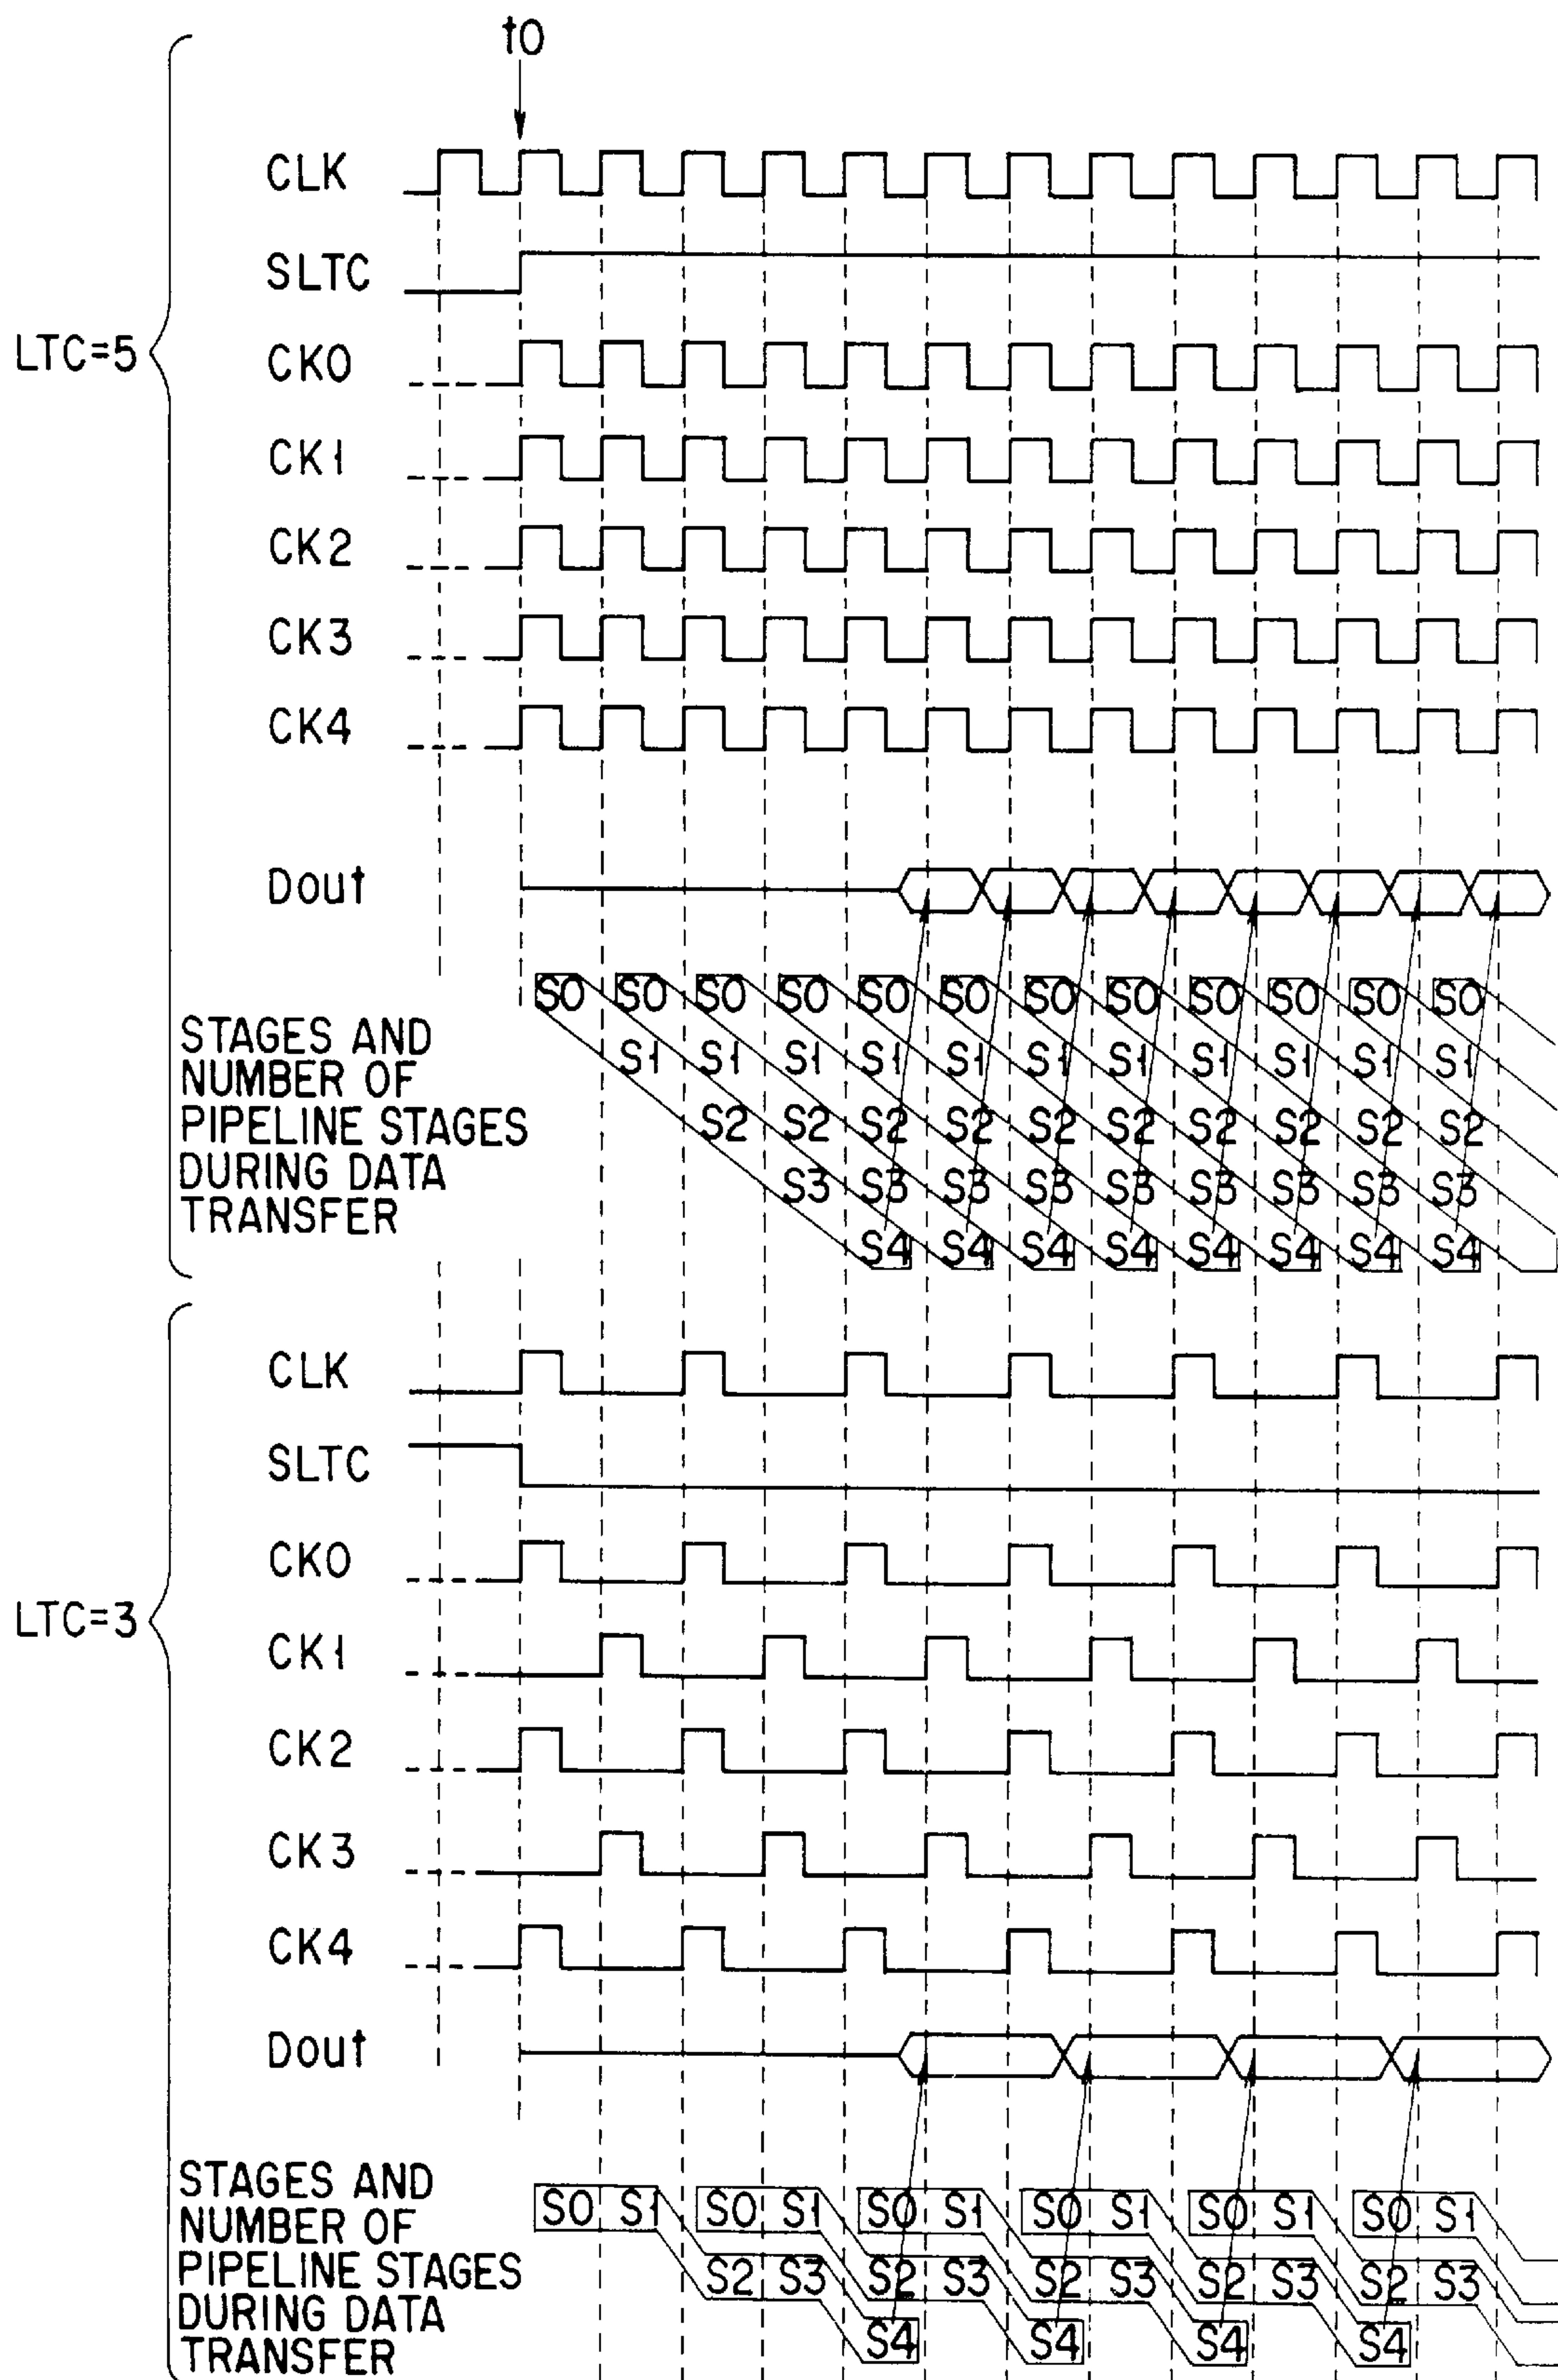 t0
CLK
SLTC
LTC=5
CK0
CK1
CK2
CK3
CK4
Dout
S0 S0 S0 S0 S0 S0 S0 S0 S0 S0 S0 S0
S1 S1 S1 S1 S1 S1 S1 S1 S1 S1 S1
S2 S2 S2 S2 S2 S2 S2 S2 S2 S2
S3 S3 S3 S3 S3 S3 S3 S3 S3
S4 S4 S4 S4 S4 S4 S4 S4
STAGES AND
NUMBER OF
PIPELINE STAGES
DURING DATA
TRANSFER
CLK
SLTC
CK0
LTC=3
CK1
CK2
CK3
CK4
Dout
S0 S1 S0 S1 S0 S1 S0 S1 S0 S1 S0 S1
S2 S3 S2 S3 S2 S3 S2 S3 S2 S3
S4 S4 S4 S4
STAGES AND
NUMBER OF
PIPELINE STAGES
DURING DATA
TRANSFER